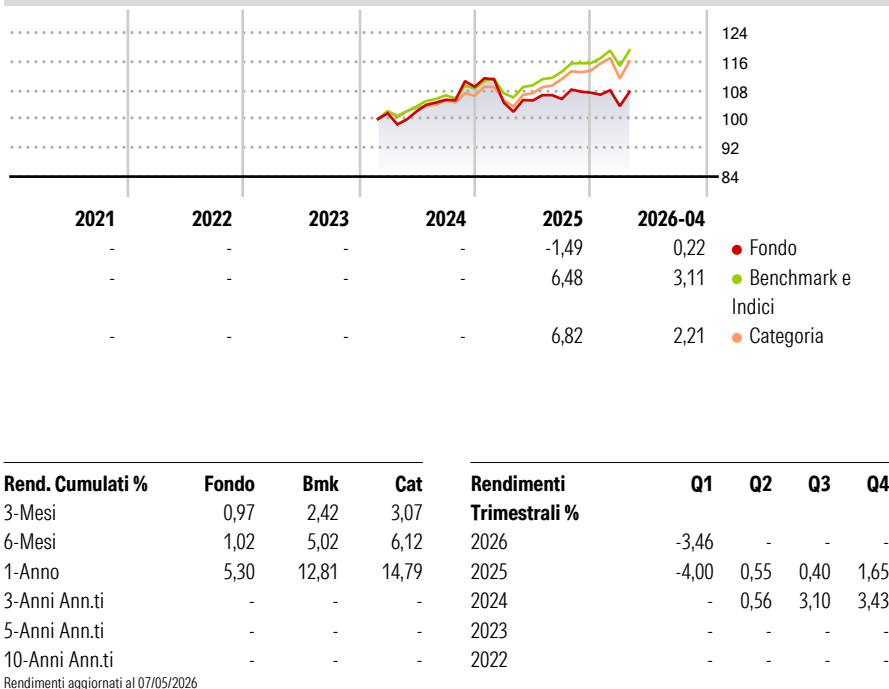 124
116
108
100
92
84
2021 2022 2023 2024 2025 2026-04
- - - - -1,49 0,22 Fondo
- - - - 6,48 3,11 Benchmark e
Indici
- - - - 6,82 2,21 Categoria
Rend. Cumulati % Fondo Bmk Cat
3-Mesi 0,97 2,42 3,07
6-Mesi 1,02 5,02 6,12
1-Anno 5,30 12,81 14,79
3-Anni Ann.ti - - -
5-Anni Ann.ti - - -
10-Anni Ann.ti - - -
Rendimenti aggiornati al 07/05/2026
Rendimenti Q1 Q2 Q3 Q4
Trimestrali %
2026 -3,46 - - -
2025 -4,00 0,55 0,40 1,65
2024 - 0,56 3,10 3,43
2023 - - - -
2022 - - - -